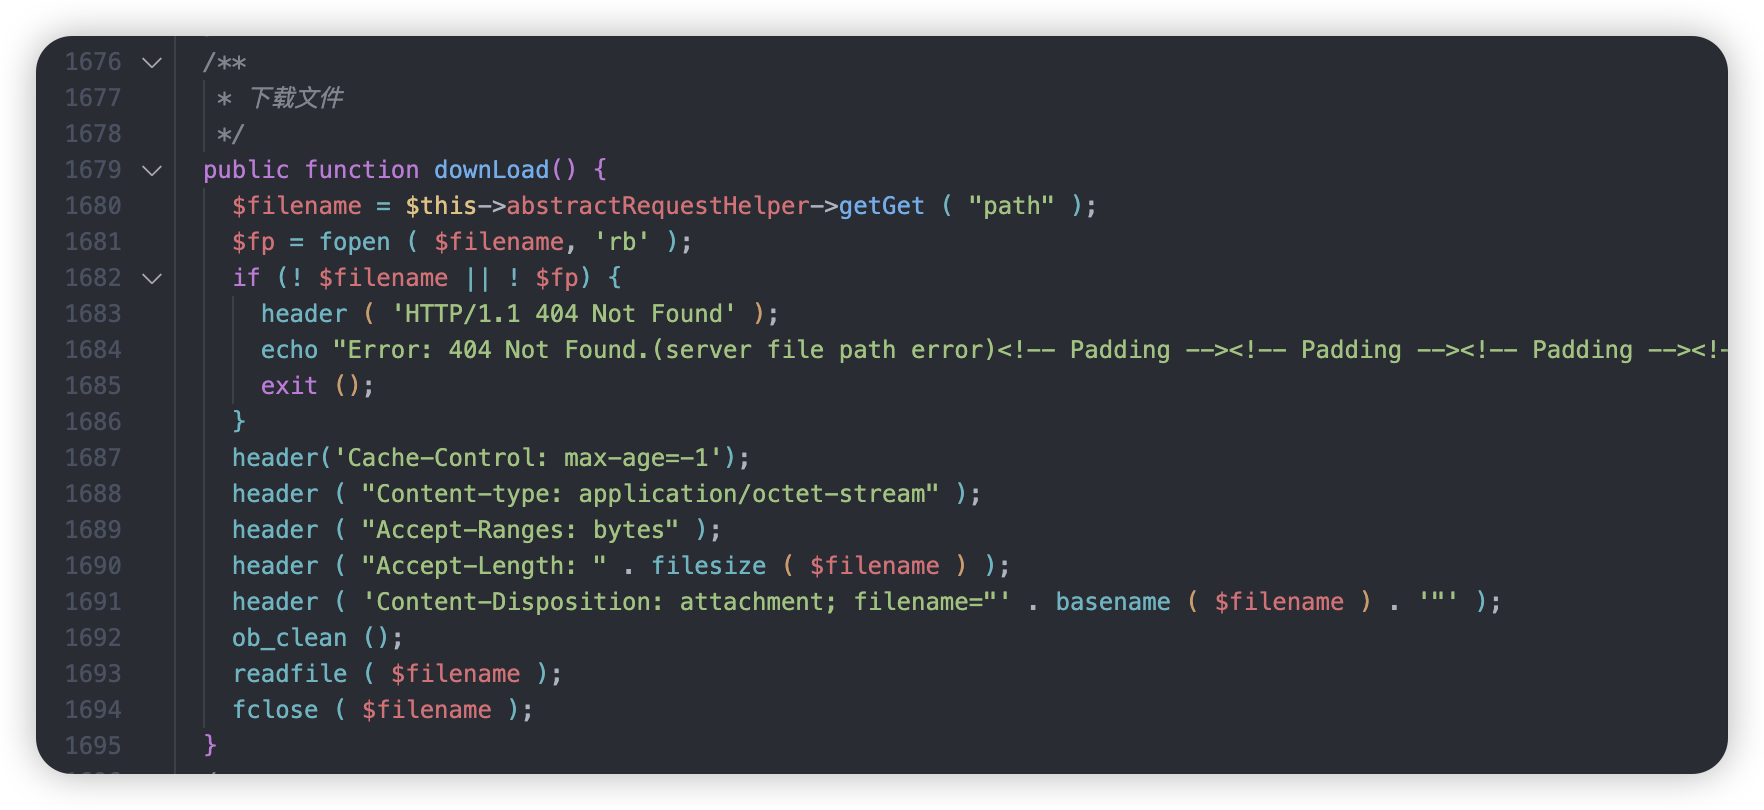 1676 /**
1677 * 下载文件
1678 */
1679 public function downLoad() {
1680 $filename = $this->abstractRequestHelper->getGet ( "path" );
1681 $fp = fopen ( $filename, 'rb' );
1682 if (! $filename || ! $fp) {
1683 header ( 'HTTP/1.1 404 Not Found' );
1684 echo "Error: 404 Not Found.(server file path error)<!-- Padding --><!-- Padding --><!-- Padding --><!-
1685 exit ();
1686 }
1687 header('Cache-Control: max-age=-1');
1688 header ( "Content-type: application/octet-stream" );
1689 header ( "Accept-Ranges: bytes" );
1690 header ( "Accept-Length: " . filesize ( $filename ) );
1691 header ( 'Content-Disposition: attachment; filename="' . basename ( $filename ) . '"' );
1692 ob_clean ();
1693 readfile ( $filename );
1694 fclose ( $filename );
1695 }